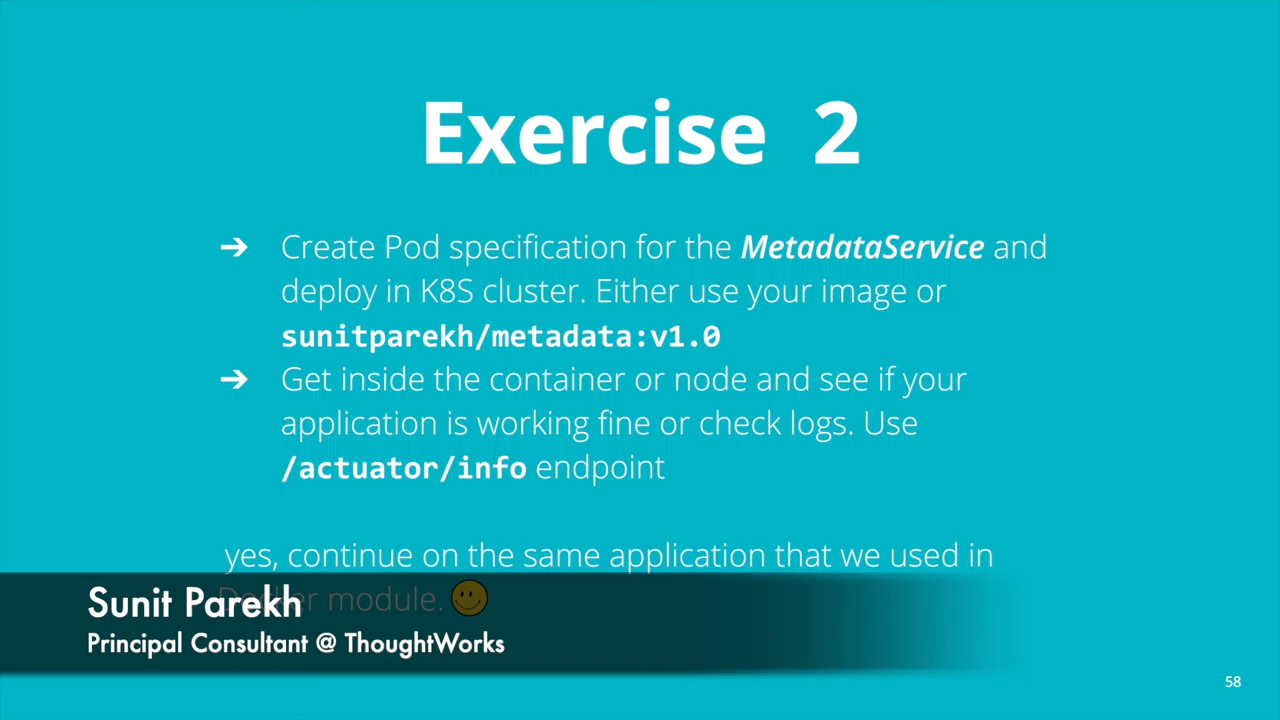 Exercise 2
➔ Create Pod specification for the MetadataService and
deploy in K8S cluster. Either use your image or
sunitparekh/metadata:v1.0
➔ Get inside the container or node and see if your
application is working fine or check logs. Use
/actuator/info endpoint
yes, continue on the same application that we used in
Docker module.
Sunit Parekh
Principal Consultant @ ThoughtWorks
58